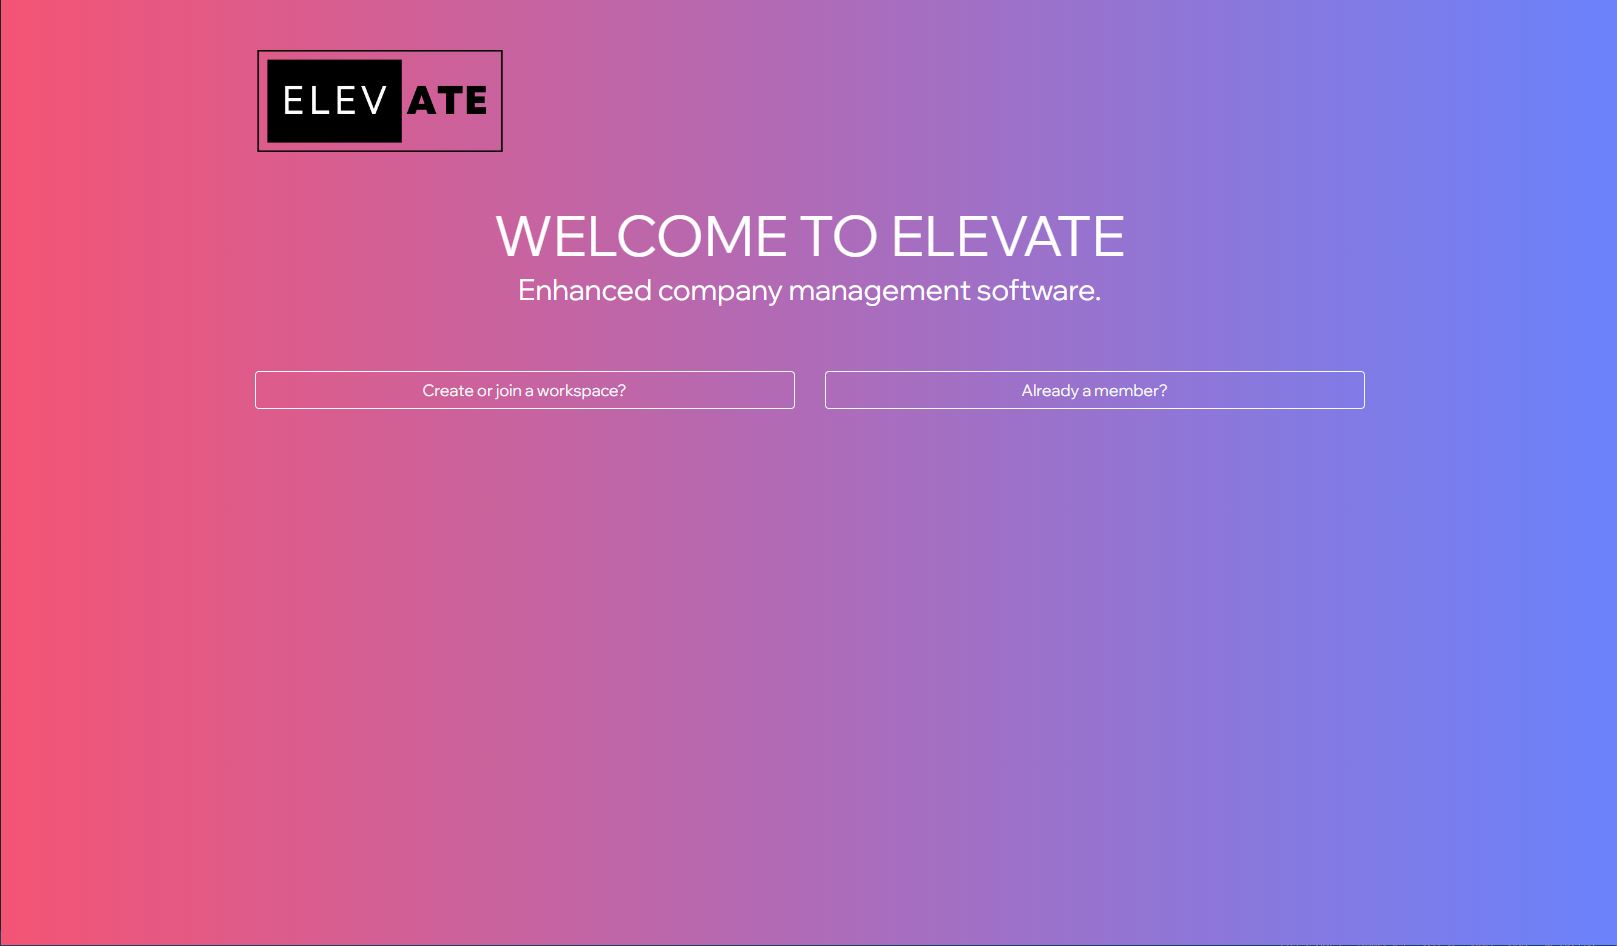 ELEVATE
WELCOME TO ELEVATE
Enhanced company management software.
Create or join a workspace?
Already a member?